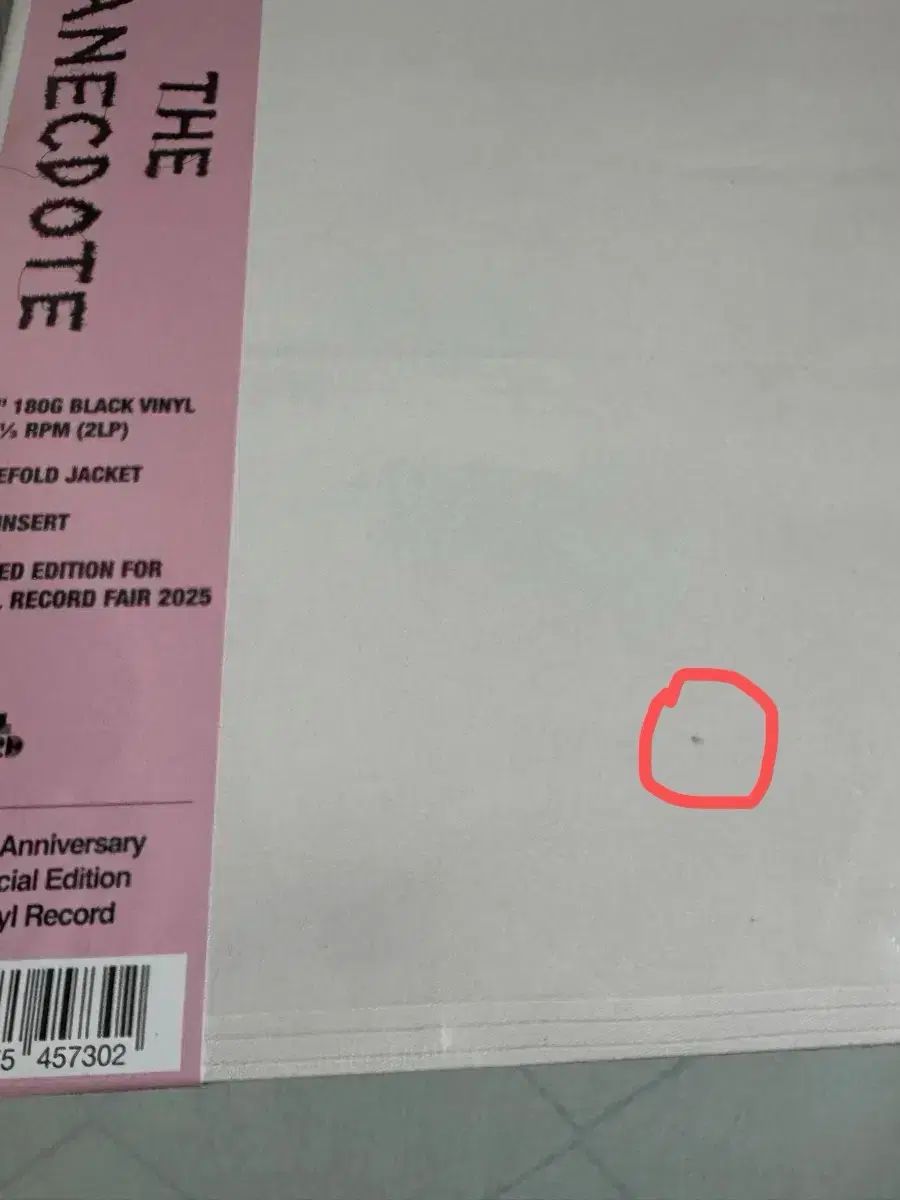 THE
ANECDOTE
" 180G BLACK VINYL
⅓ RPM (2LP)
EFOLD JACKET
INSERT
ED EDITION FOR
RECORD FAIR 2025
Anniversary
cial Edition
yl Record
5 457302